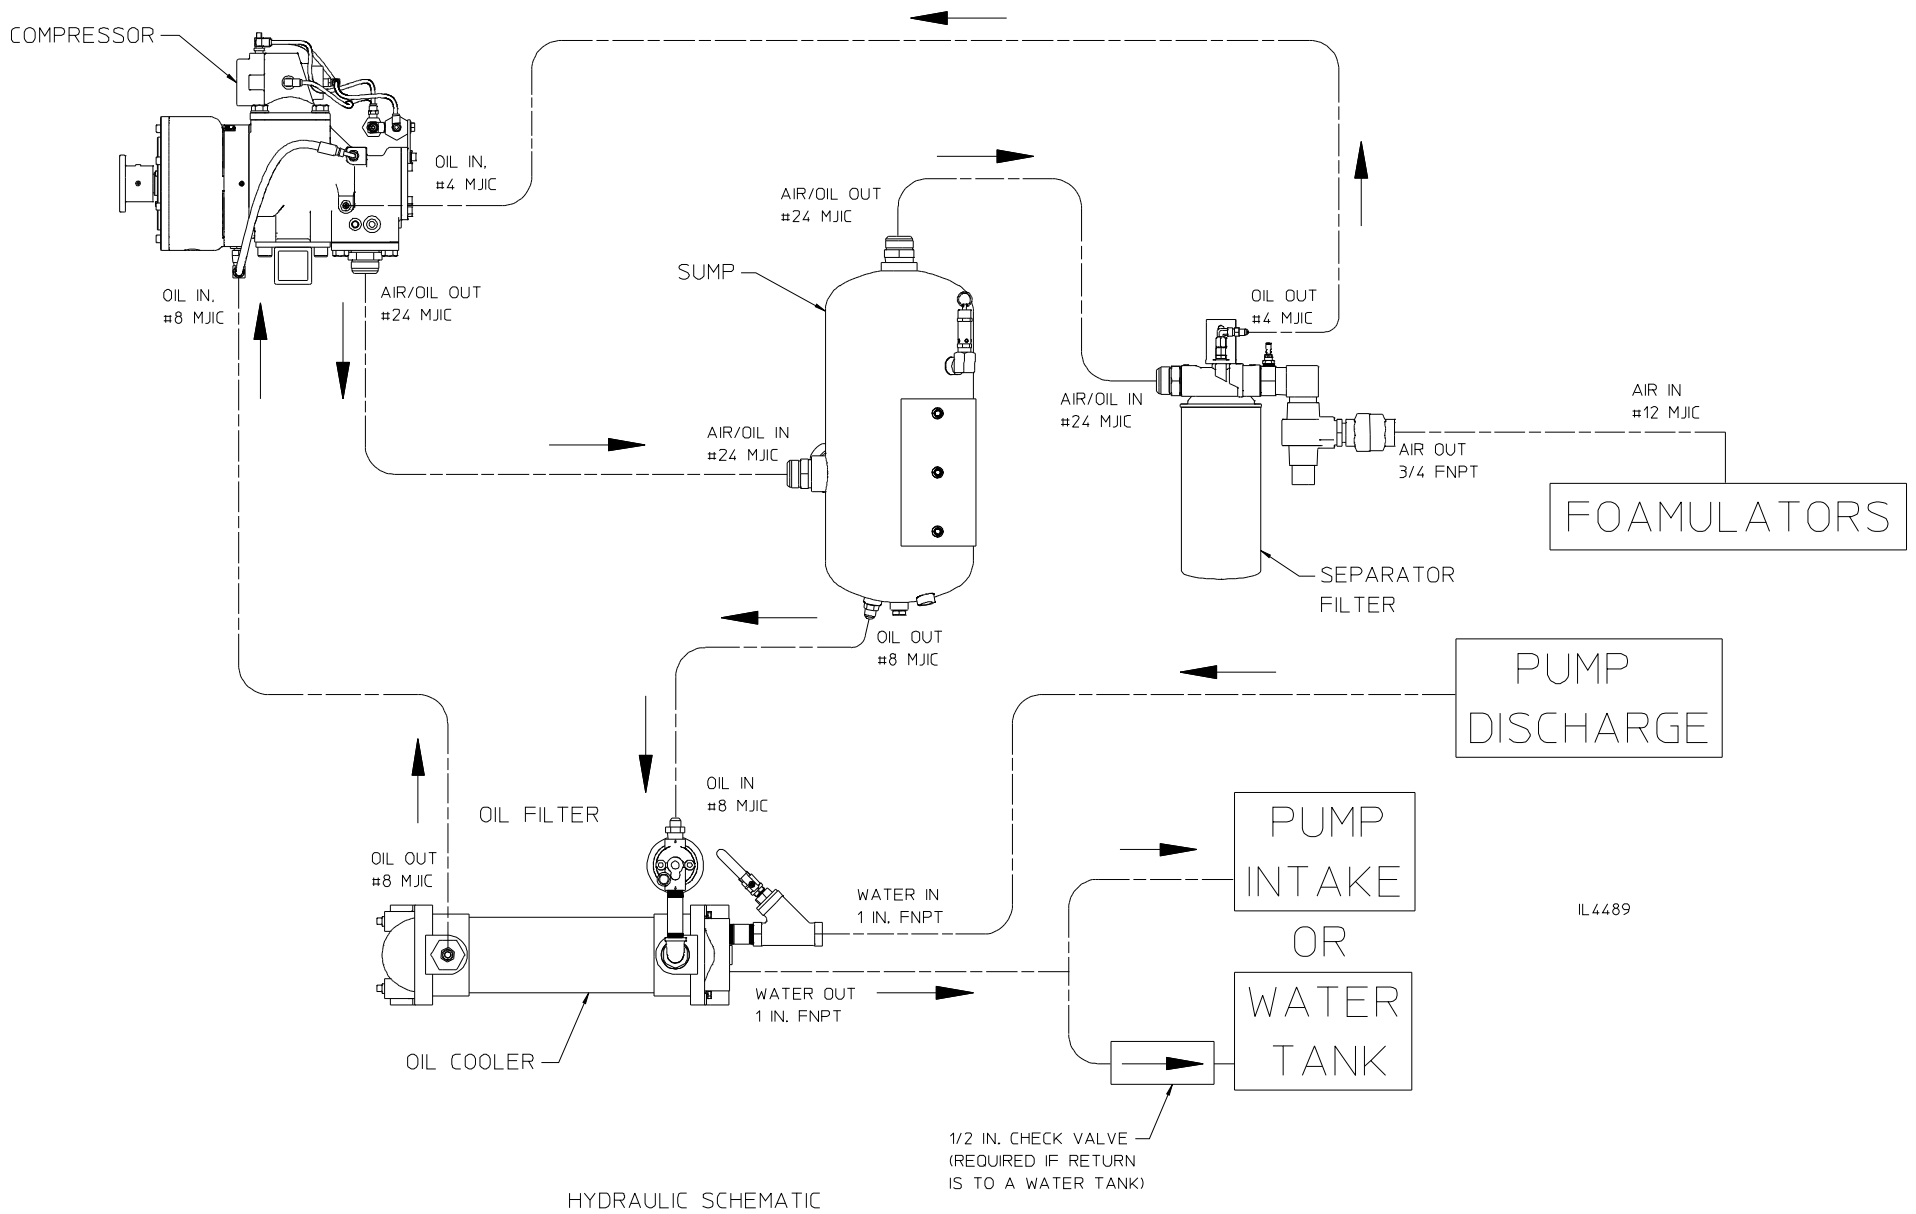 COMPRESSOR
OIL IN,
#4 MJIC
AIR/OIL OUT
#24 MJIC
SUMP
OIL IN,
#8 MJIC
AIR/OIL OUT
#24 MJIC
OIL OUT
#4 MJIC
AIR/OIL IN
#24 MJIC
AIR IN
#12 MJIC
AIR/OIL IN
#24 MJIC
AIR OUT
3/4 FNPT
FOAMULATORS
SEPARATOR
FILTER
OIL OUT
#8 MJIC
PUMP
DISCHARGE
OIL IN
#8 MJIC
OIL FILTER
OIL OUT
#8 MJIC
PUMP
INTAKE
WATER IN
1 IN. FNPT
IL4489
OR
WATER OUT
1 IN. FNPT
WATER
TANK
OIL COOLER
1/2 IN. CHECK VALVE
(REQUIRED IF RETURN
IS TO A WATER TANK)
HYDRAULIC SCHEMATIC